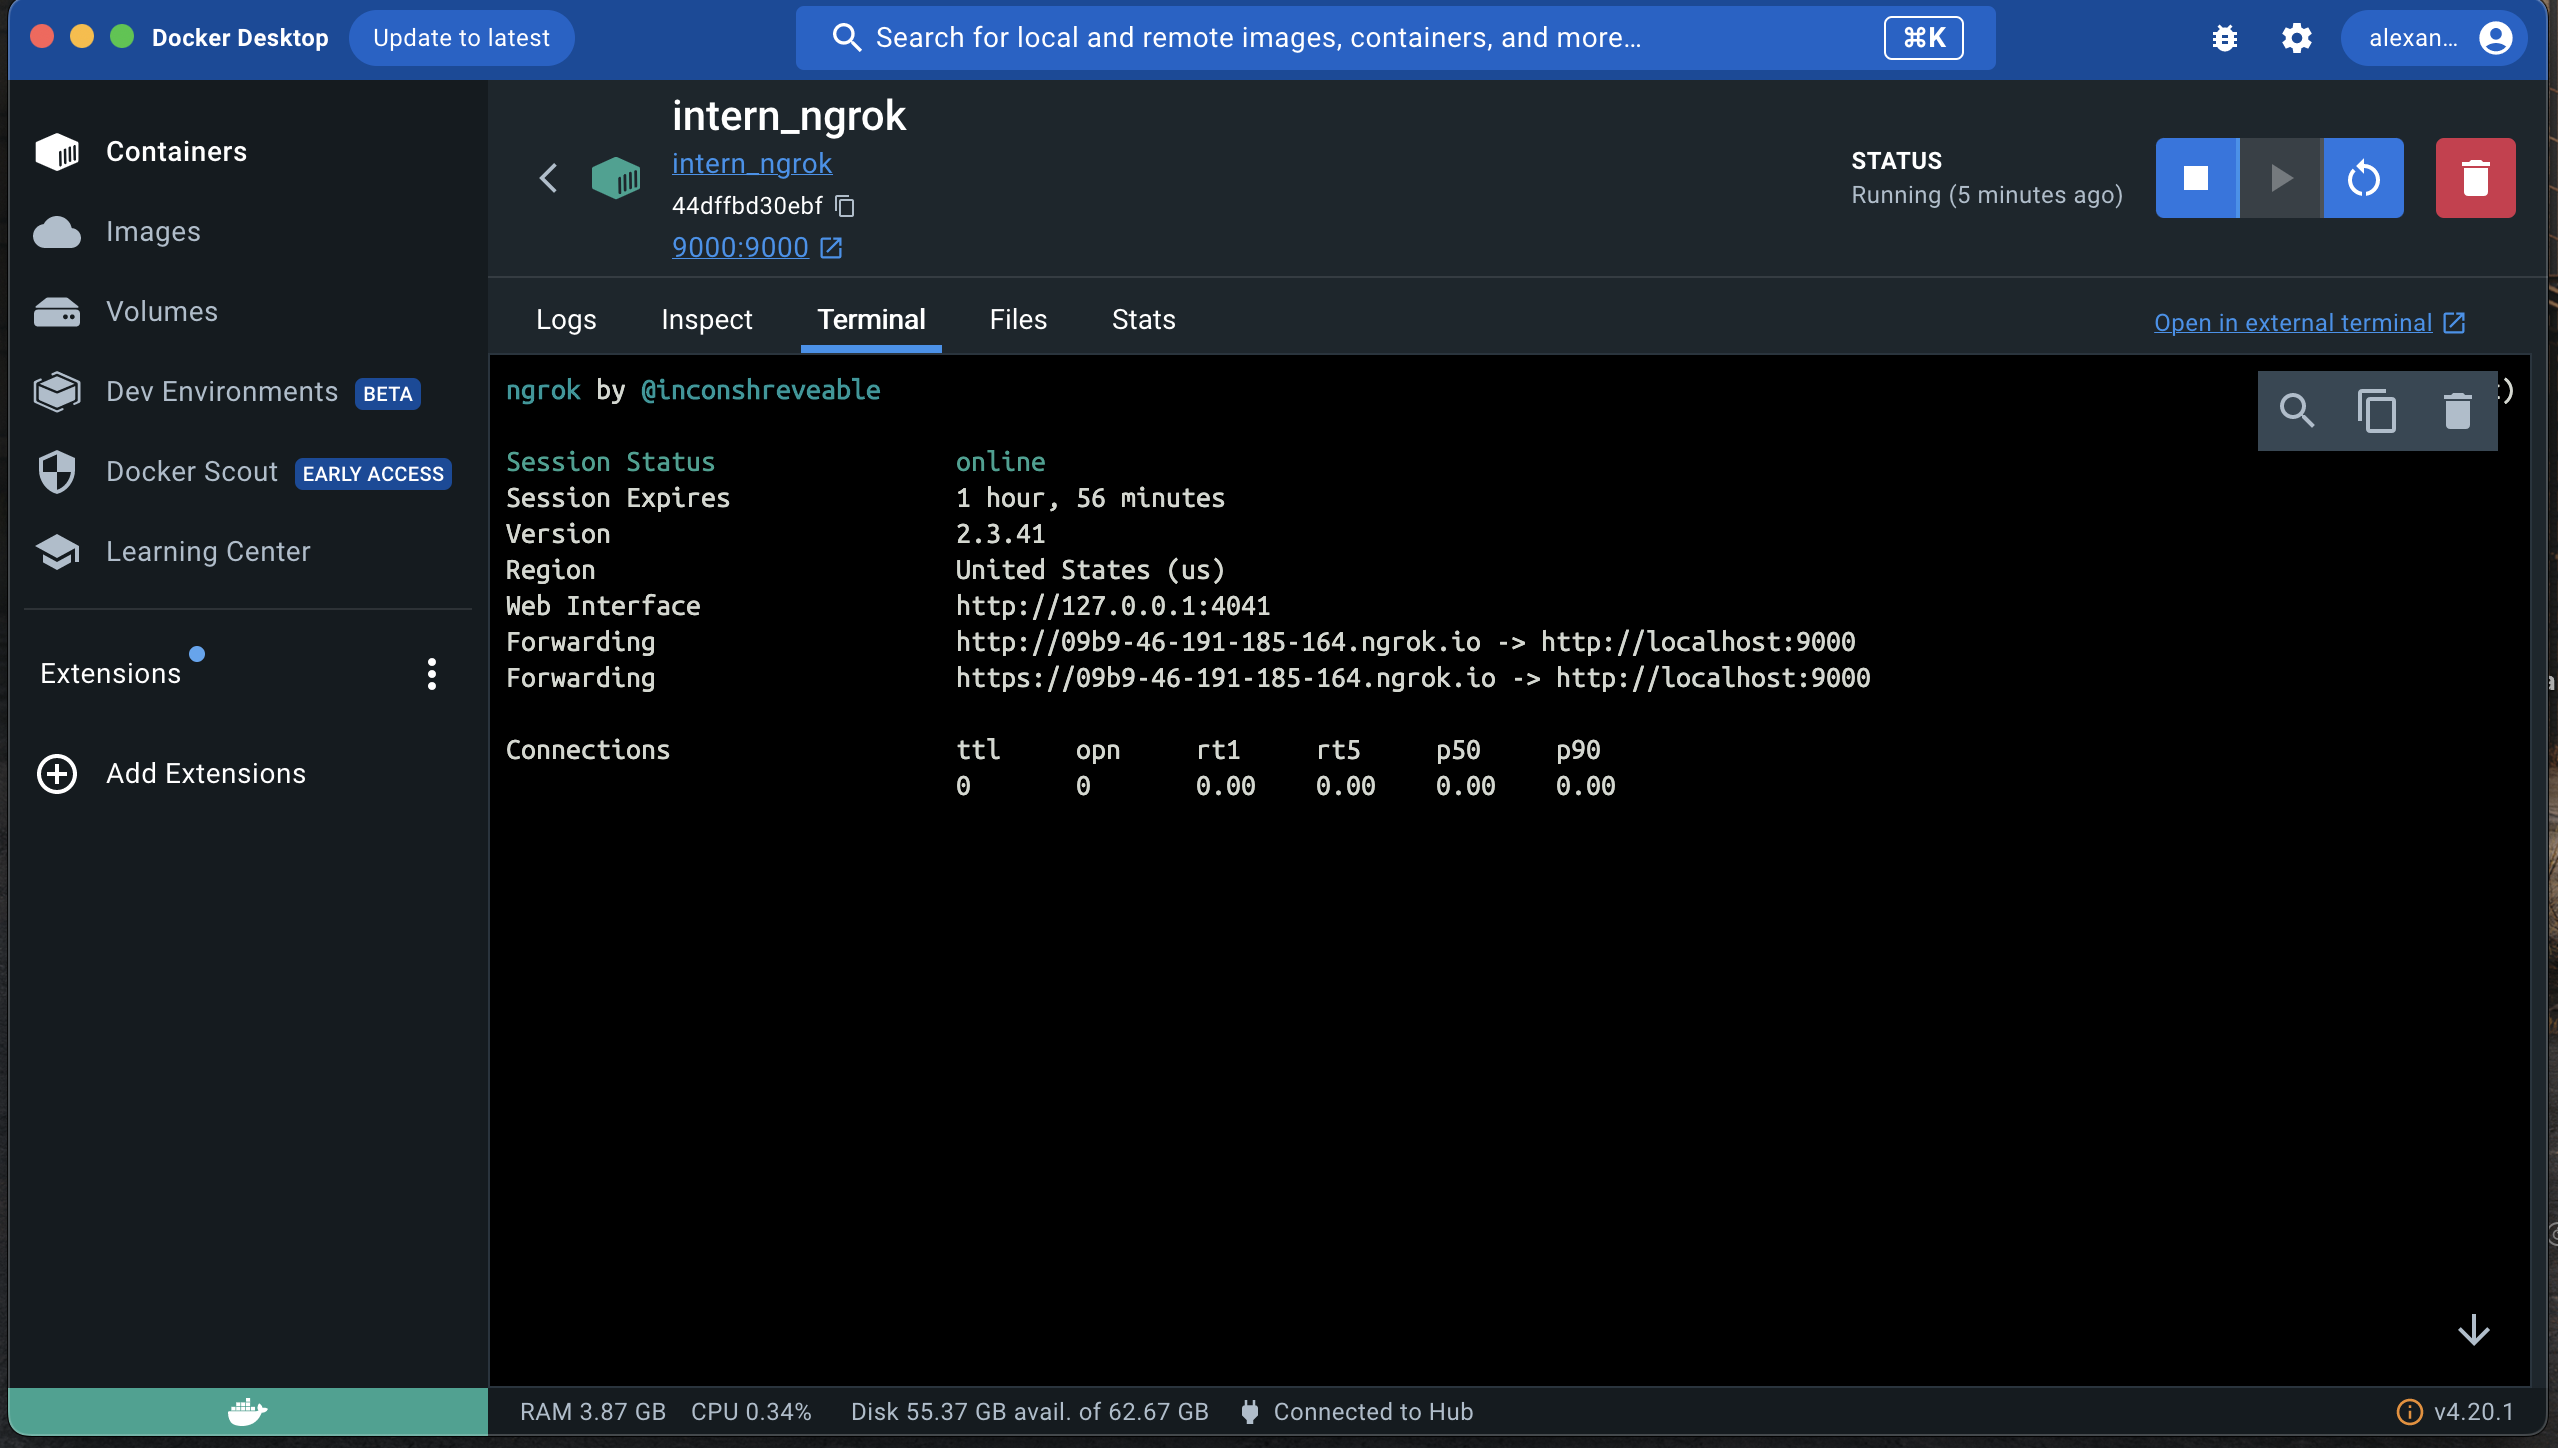 Docker Desktop Update to latest Search for local and remote images, containers, and more... ⌘K alexan...
Containers
Images
Volumes
Dev Environments BETA
Docker Scout EARLY ACCESS
Learning Center
Extensions
Add Extensions
intern_ngrok
intern_ngrok
44dffbd30ebf
9000:9000
STATUS
Running (5 minutes ago)
Logs Inspect Terminal Files Stats Open in external terminal
ngrok by @inconshreveable )
Session Status online
Session Expires 1 hour, 56 minutes
Version 2.3.41
Region United States (us)
Web Interface http://127.0.0.1:4041
Forwarding http://09b9-46-191-185-164.ngrok.io -> http://localhost:9000
Forwarding https://09b9-46-191-185-164.ngrok.io -> http://localhost:9000
Connections ttl opn rt1 rt5 p50 p90
0 0 0.00 0.00 0.00 0.00
RAM 3.87 GB CPU 0.34% Disk 55.37 GB avail. of 62.67 GB Connected to Hub v4.20.1